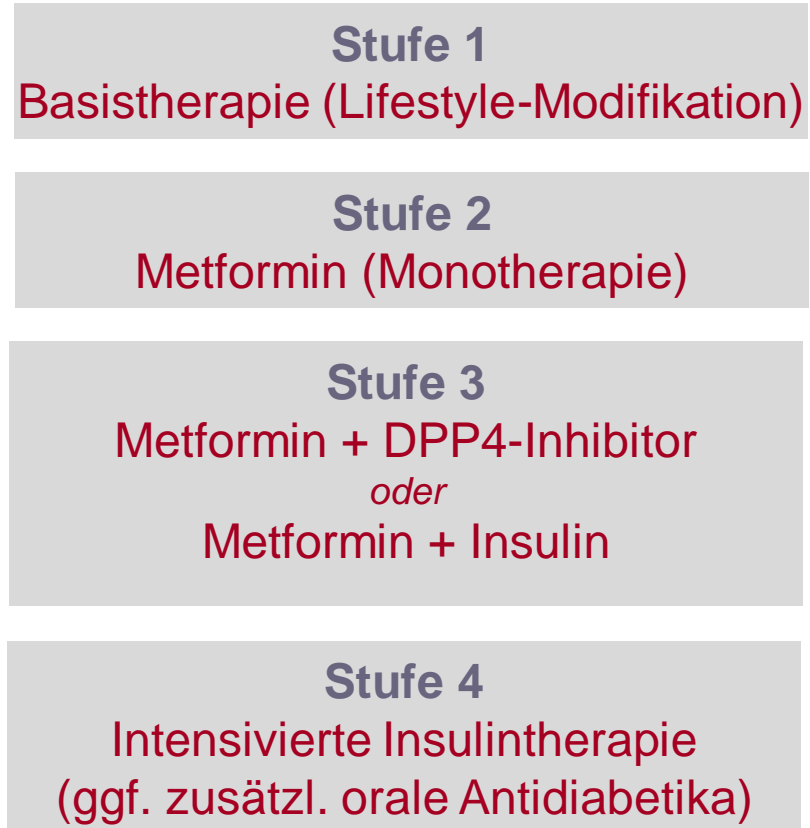 Stufe 1
Basistherapie (Lifestyle-Modifikation)
Stufe 2
Metformin (Monotherapie)
Stufe 3
Metformin + DPP4-Inhibitor
oder
Metformin + Insulin
Stufe 4
Intensivierte Insulintherapie
(ggf. zusätzl. orale Antidiabetika)